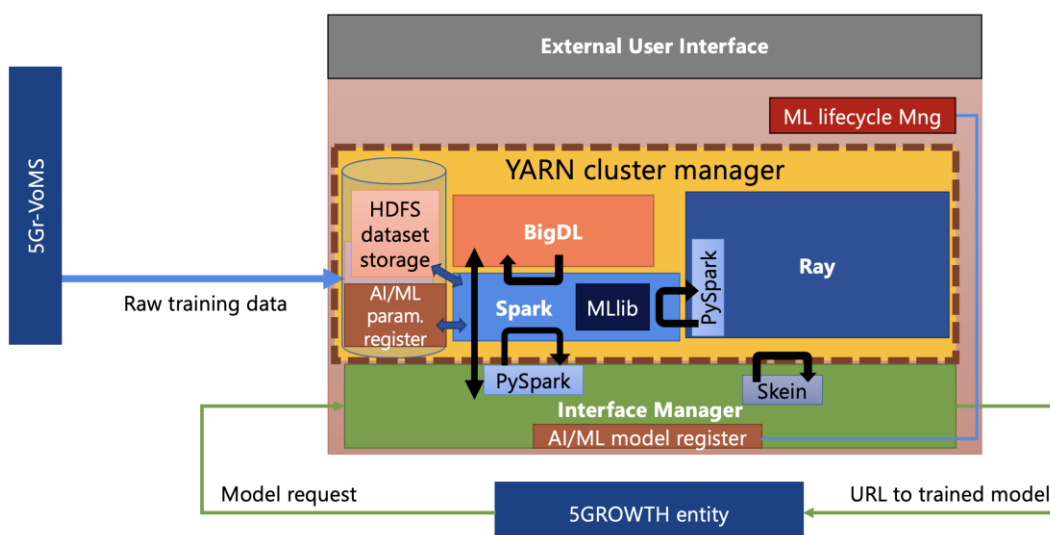 External User Interface
5Gr-VoMS
ML lifecycle Mng
YARN cluster manager
HDFS
dataset
storage
BigDL
Ray
Raw training data
AI/ML
param.
register
Spark
MLlib
PySpark
PySpark
Skein
Interface Manager
AI/ML model register
Model request
URL to trained model
5GROWTH entity